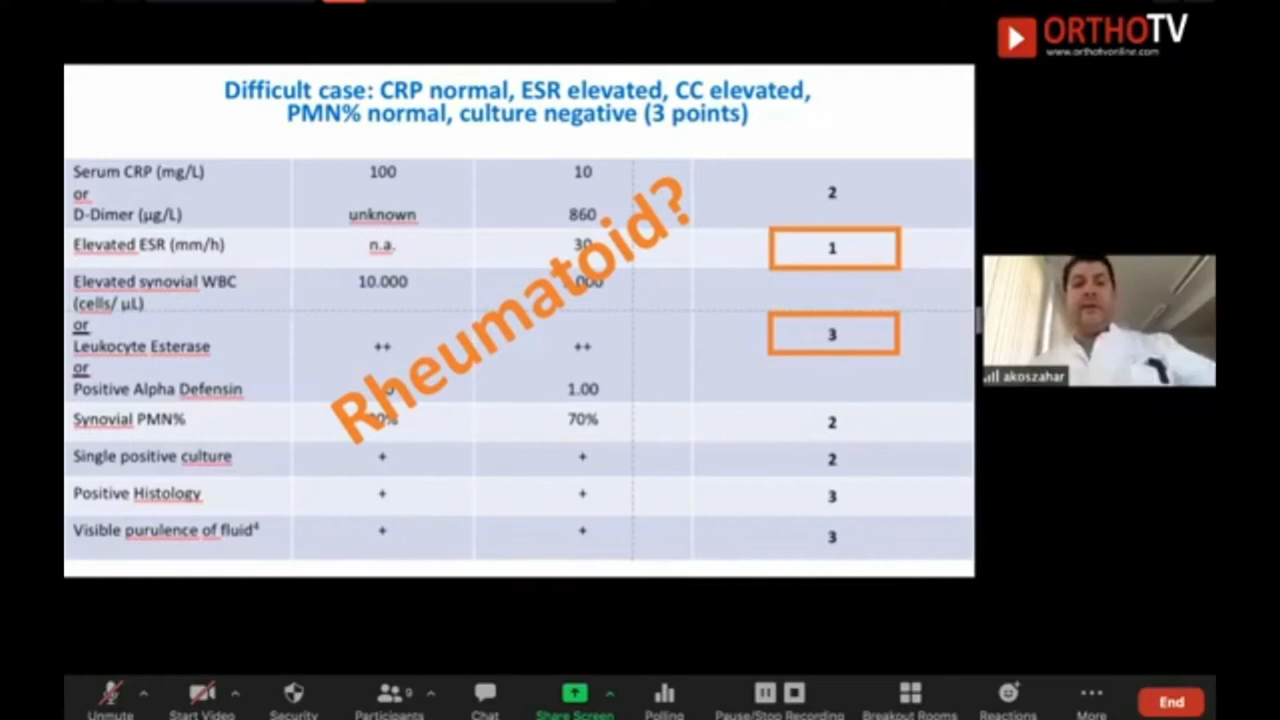 ORTHOTV
www.orthotvonline.com
Difficult case: CRP normal, ESR elevated, CC elevated,
PMN% normal, culture negative (3 points)
Serum CRP (mg/L) 100 10
or 2
D-Dimer (µg/L) unknown 860
Elevated ESR (mm/h) n.a. 30 1
Elevated synovial WBC 10.000
(cells/ µL)
or 3
Leukocyte Esterase ++ ++
or
Positive Alpha Defensin 1.00
Synovial PMN% 70% 2
Single positive culture + + 2
Positive Histology + + 3
Visible purulence of fluid⁴ + + 3
Rheumatoid?
akoszahar
Unmute
Start Video
Security
Participants 9
Chat
Share Screen
Polling
Pause/Stop Recording
Breakout Rooms
Reactions
More
End